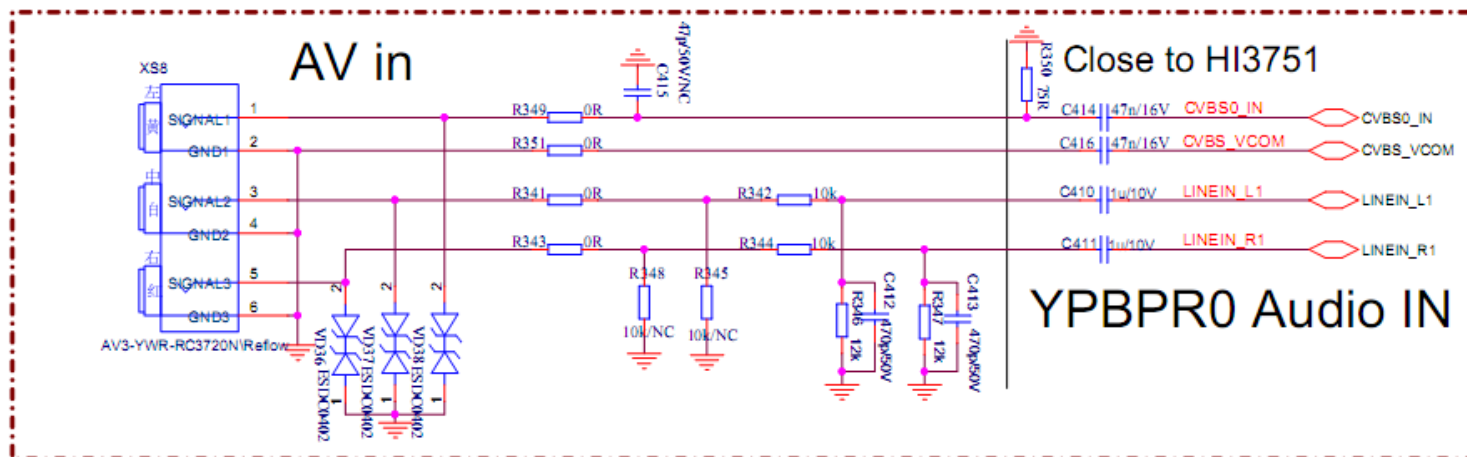 AV in
Close to HI3751
YPBPR0 Audio IN
XS8
左
黄
中
白
右
红
SIGNAL1
GND1
SIGNAL2
GND2
SIGNAL3
GND3
1
2
3
4
5
6
AV3-YWR-RC3720N\Reflow
R349 0R
R351 0R
R341 0R
R343 0R
C415
47p/50V/NC
R350 75R
C414 47n/16V CVBS0_IN CVBS0_IN
C416 47n/16V CVBS_VCOM CVBS_VCOM
R342 10k
C410 1u/10V LINEIN_L1 LINEIN_L1
R344 10k
C411 1u/10V LINEIN_R1 LINEIN_R1
R348
10k/NC
R345
10k/NC
R346 12k
C412 470p/50V
R347 12k
C413 470p/50V
2
2
2
VD36 ESDC0402
VD37 ESDC0402
VD38 ESDC0402
1
1
1